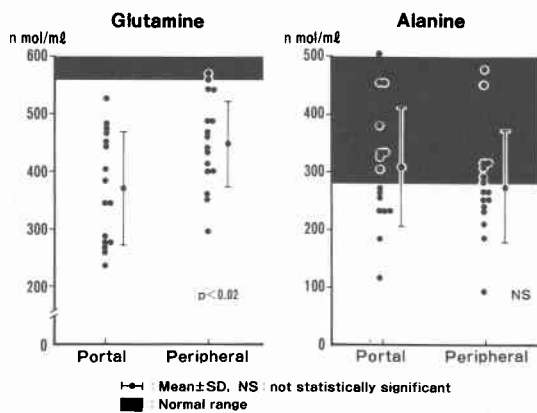 Glutamine
Alanine
n mol/mℓ
n mol/mℓ
600
500
400
300
200
0
500
400
300
200
100
0
p<0.02
NS
Portal
Peripheral
Portal
Peripheral
: Mean±SD, NS : not statistically significant
: Normal range